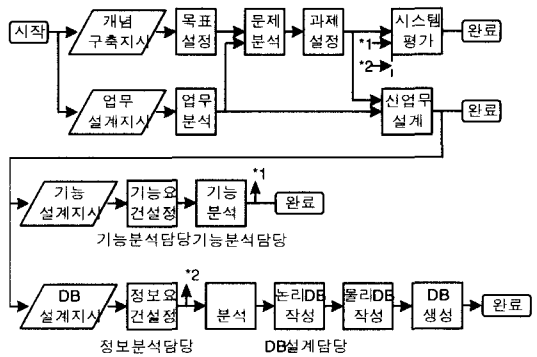 시작
개념
구축지시
목표
설정
문제
분석
과제
설정
시스템
평가
완료
*1
*2
업무
설계지시
업무
분석
신업무
설계
완료
기능
설계지시
기능요
건설정
기능
분석
*1
완료
기능분석담당 기능분석담당
DB
설계지시
정보요
건설정
*2
분석
논리DB
작성
물리DB
작성
DB
생성
완료
정보분석담당
DB설계담당